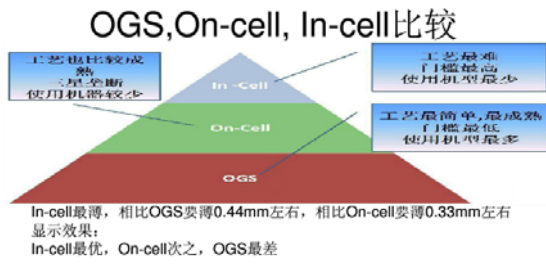 OGS,On-cell, In-cell比较
工艺也比较成
熟
三星垄断
使用机器较少
工艺最难
门槛最高
使用机型最少
In -Cell
On-Cell
工艺最简单,最成熟
门槛最低
使用机型最多
OGS
In-cell最薄，相比OGS要薄0.44mm左右，相比On-cell要薄0.33mm左右
显示效果：
In-cell最优，On-cell次之，OGS最差